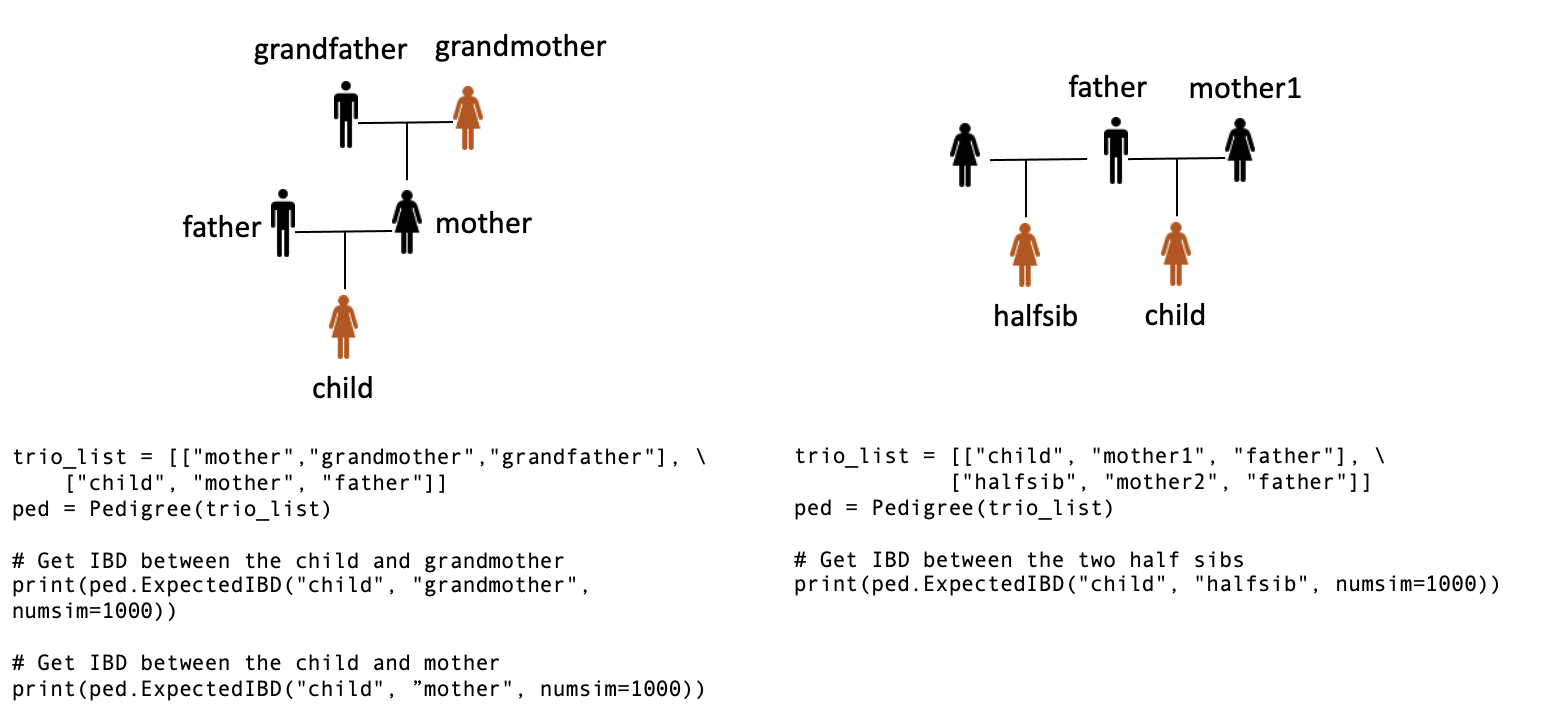 grandfather grandmother
father mother
child
father mother1
halfsib child
trio_list = [["mother","grandmother","grandfather"], \
    ["child", "mother", "father"]]
ped = Pedigree(trio_list)
# Get IBD between the child and grandmother
print(ped.ExpectedIBD("child", "grandmother",
numsim=1000))
# Get IBD between the child and mother
print(ped.ExpectedIBD("child", ”mother", numsim=1000))
trio_list = [["child", "mother1", "father"], \
            ["halfsib", "mother2", "father"]]
ped = Pedigree(trio_list)
# Get IBD between the two half sibs
print(ped.ExpectedIBD("child", "halfsib", numsim=1000))